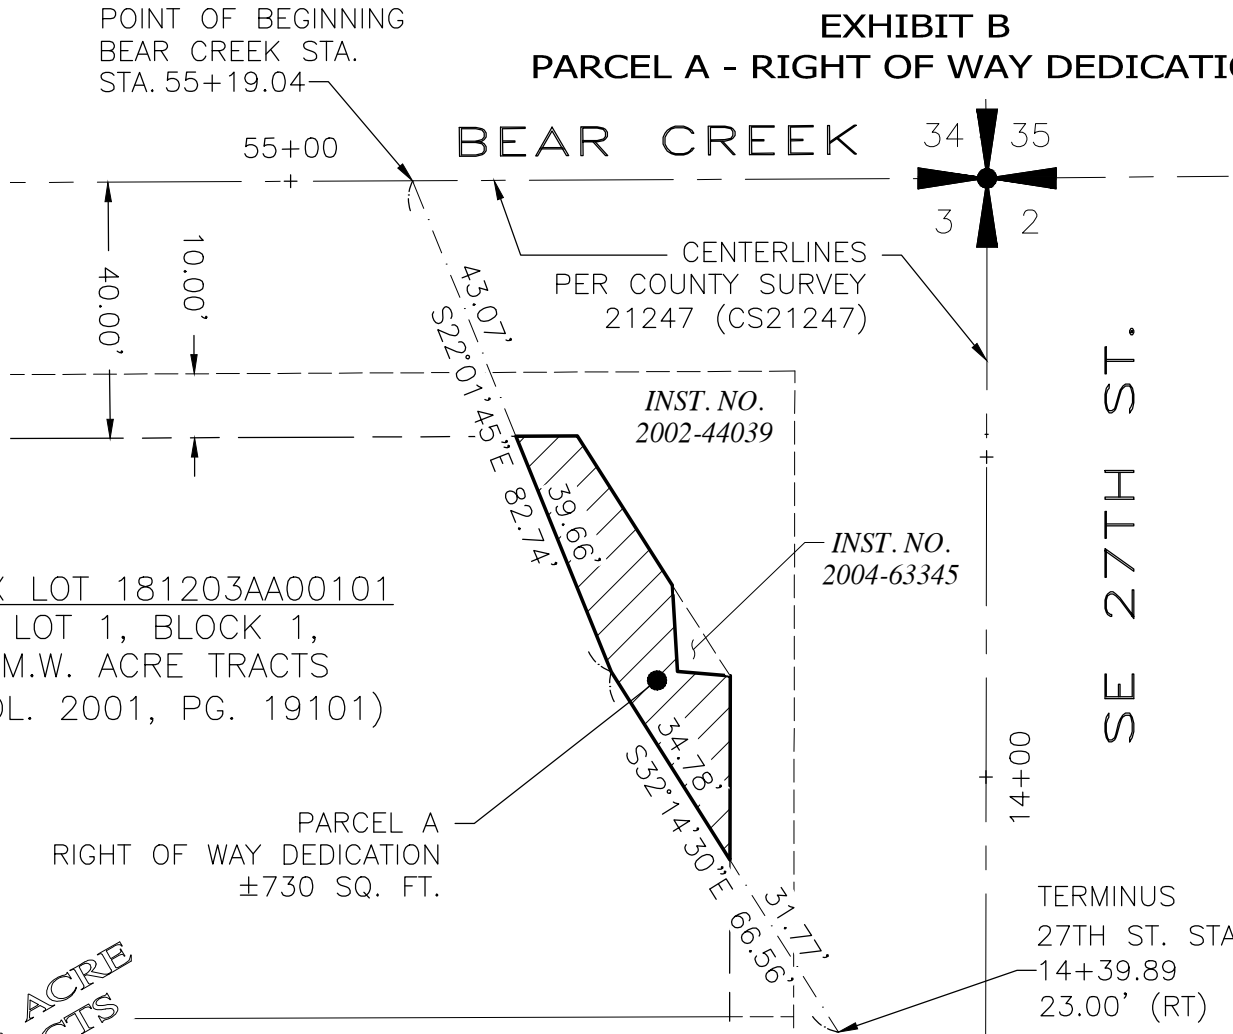 POINT OF BEGINNING
BEAR CREEK STA.
STA. 55+19.04
EXHIBIT B
PARCEL A - RIGHT OF WAY DEDICATIO
55+00
BEAR CREEK
34 35
3 2
CENTERLINES
PER COUNTY SURVEY
21247 (CS21247)
40.00'
10.00'
43.07'
S22°01'45"E 82.74'
INST. NO.
2002-44039
39.66'
INST. NO.
2004-63345
SE 27TH ST.
X LOT 181203AA00101
LOT 1, BLOCK 1,
M.W. ACRE TRACTS
OL. 2001, PG. 19101)
34.78'
S32°14'30"E 66.56'
31.77'
14+00
PARCEL A
RIGHT OF WAY DEDICATION
±730 SQ. FT.
TERMINUS
27TH ST. STA
14+39.89
23.00' (RT)
ACRE
CTS